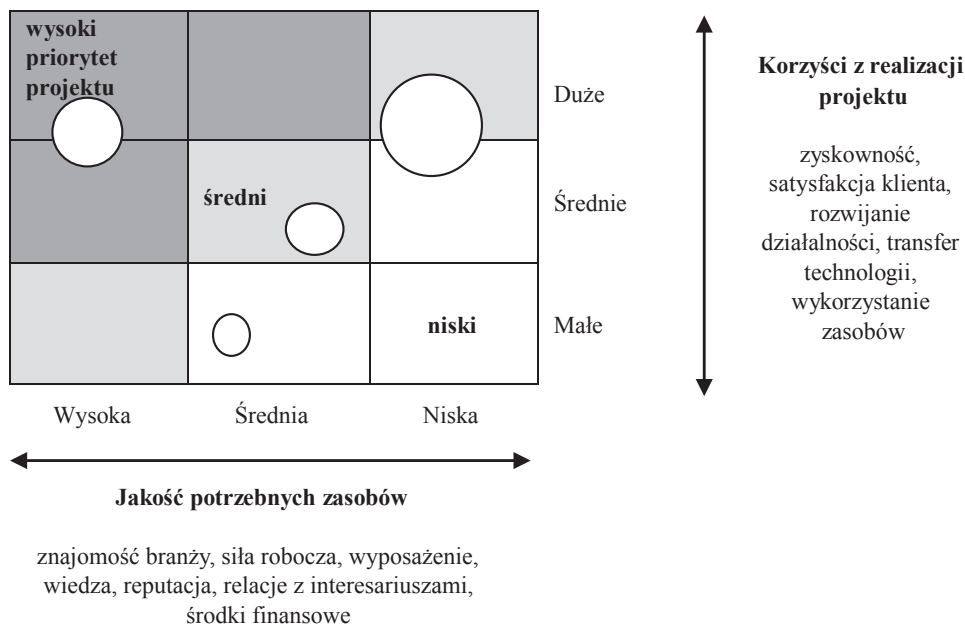 wysoki
priorytet
projektu
Duże
średni
Średnie
niski
Małe
Wysoka
Średnia
Niska
Jakość potrzebnych zasobów
znajomość branży, siła robocza, wyposażenie,
wiedza, reputacja, relacje z interesariuszami,
środki finansowe
Korzyści z realizacji
projektu
zyskowność,
satysfakcja klienta,
rozwijanie
działalności, transfer
technologii,
wykorzystanie
zasobów